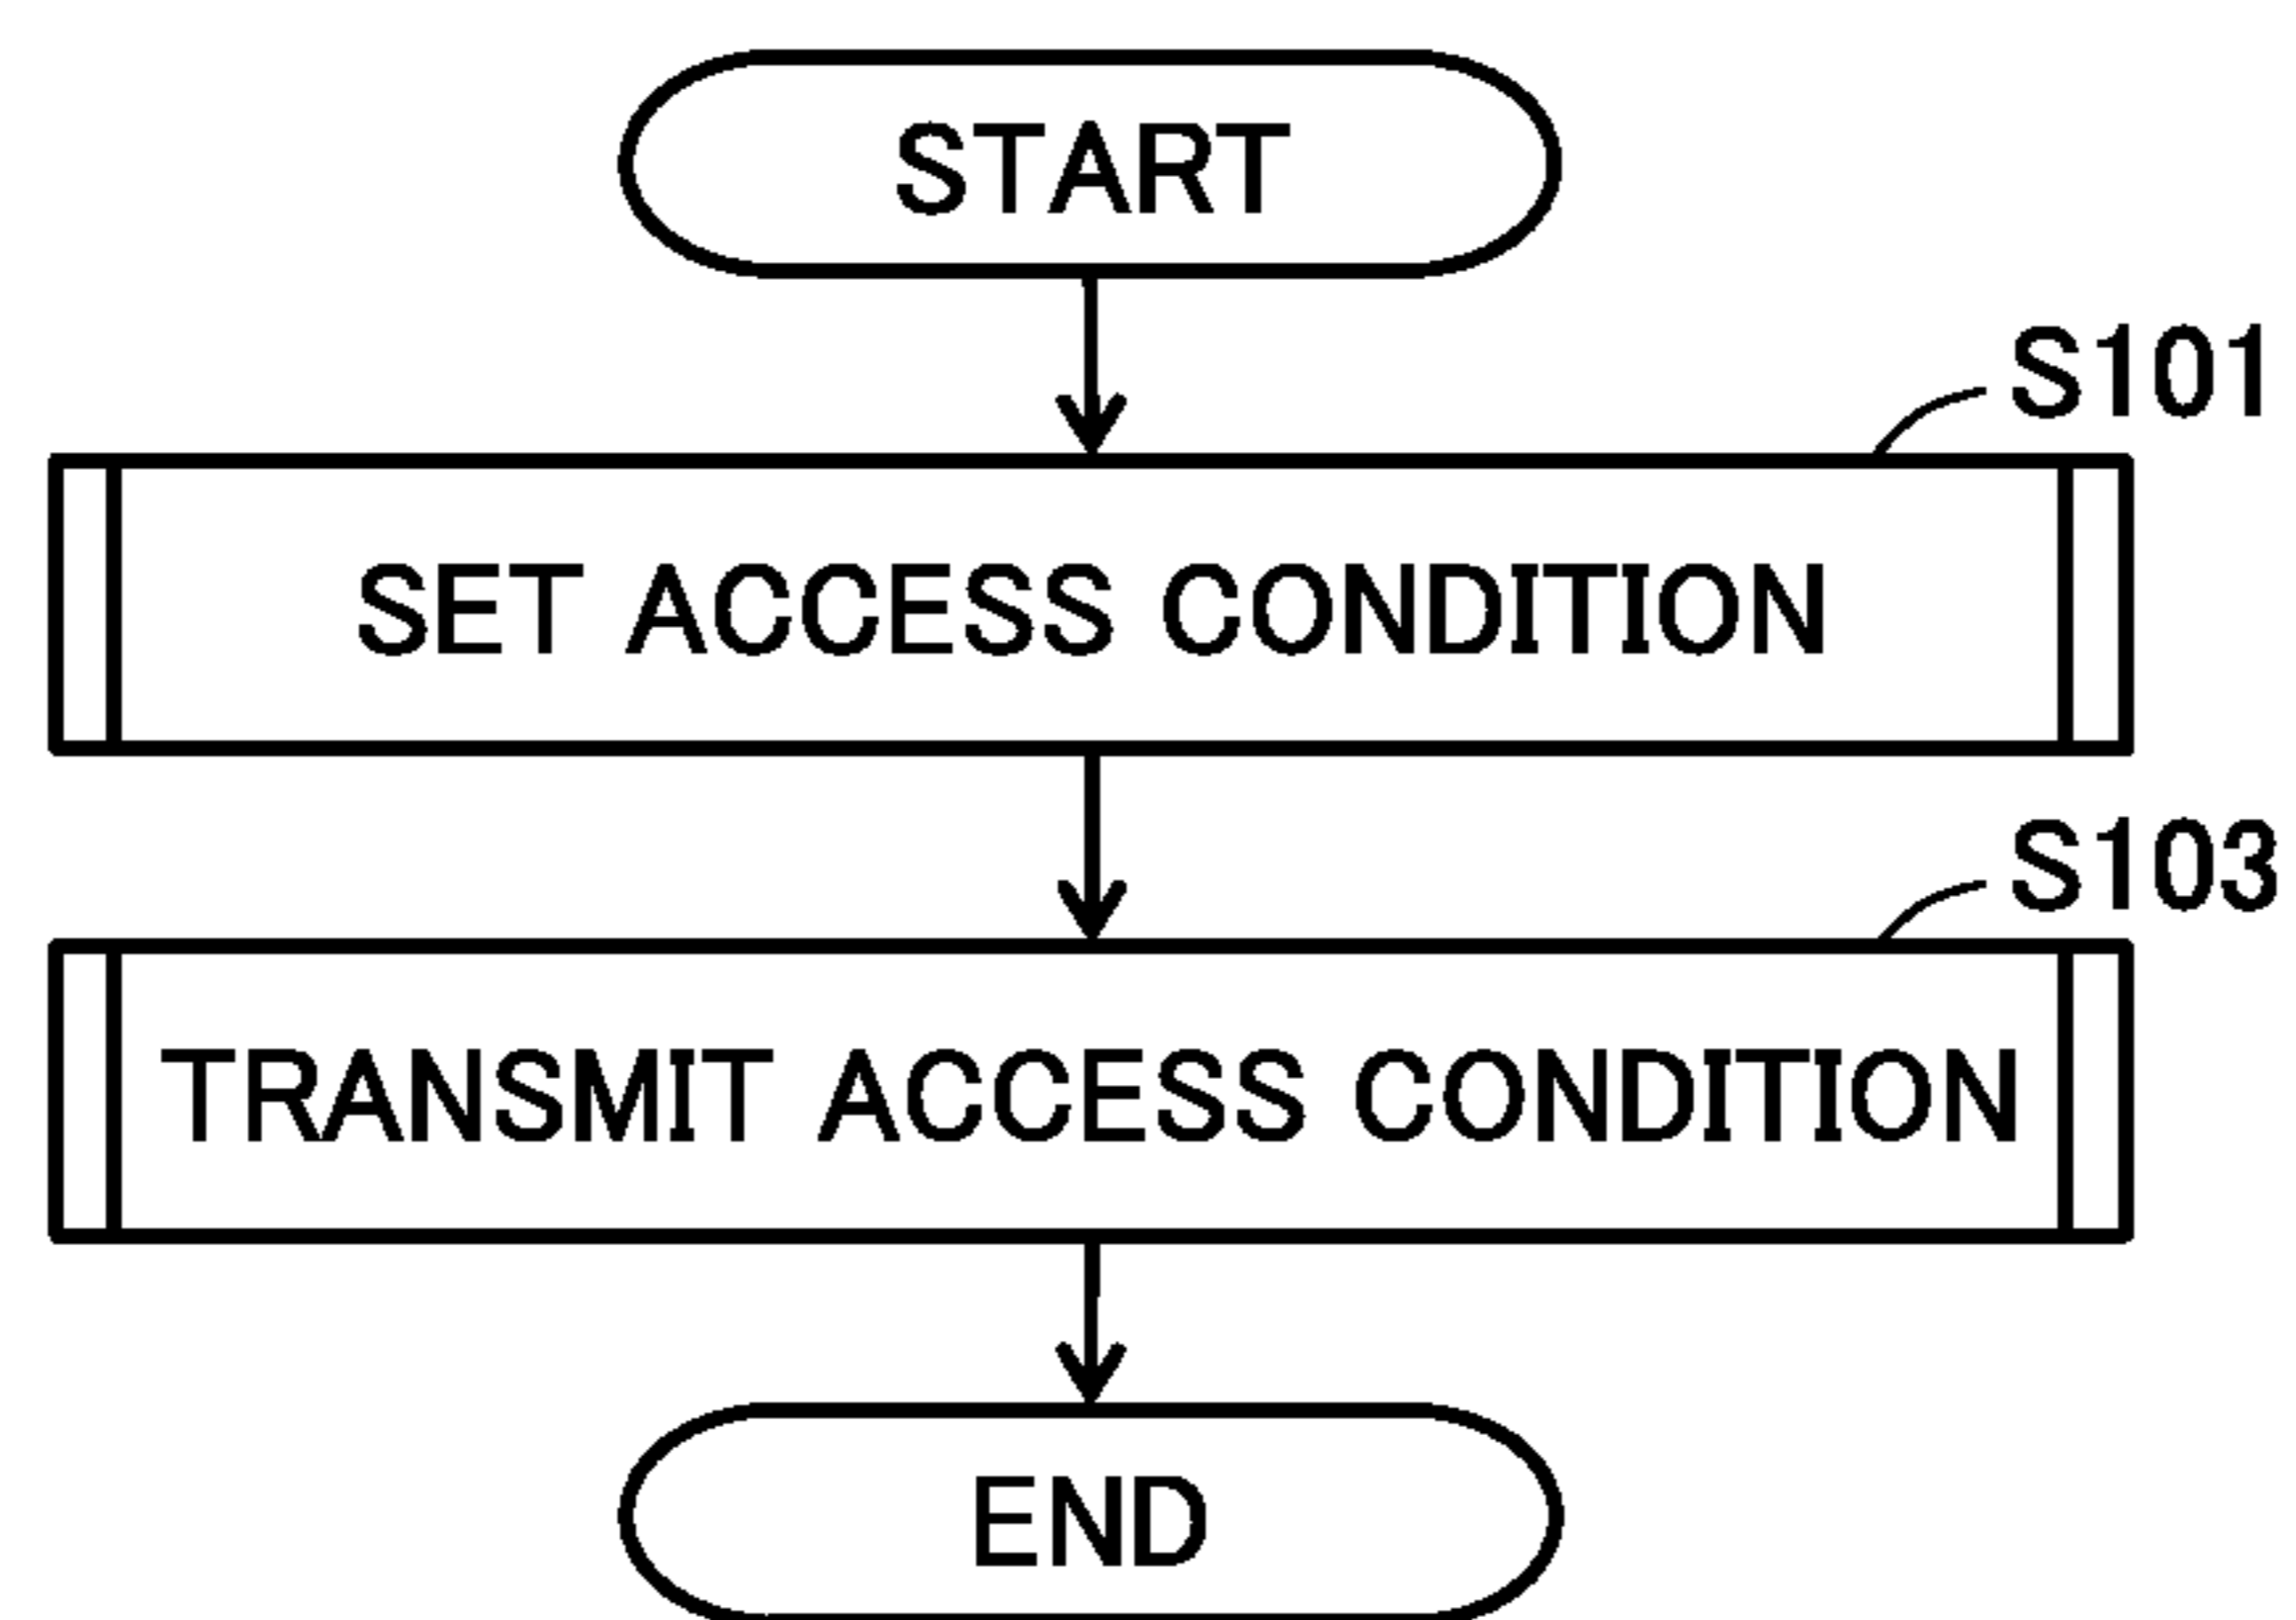 START
S101
SET ACCESS CONDITION
S103
TRANSMIT ACCESS CONDITION
END